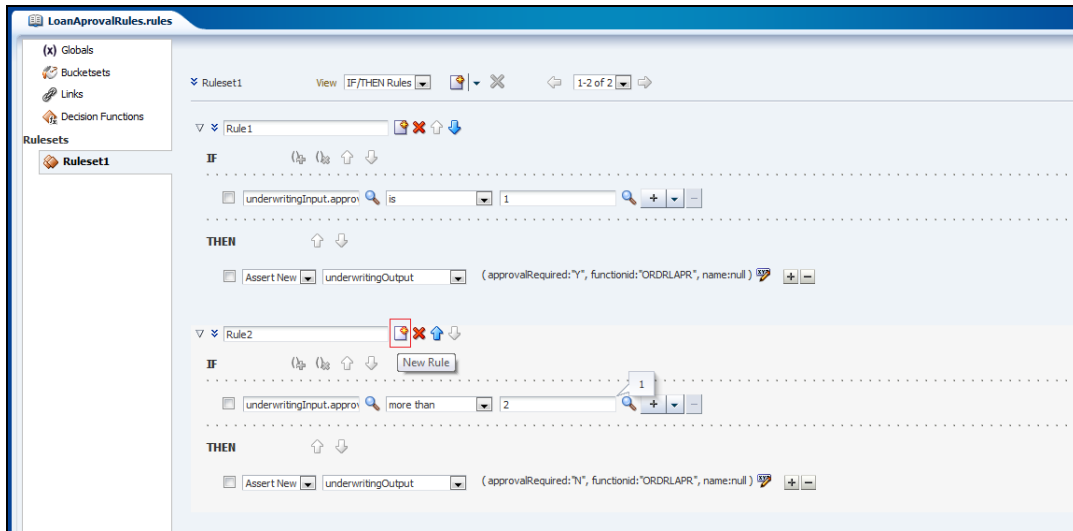 LoanAprovalRules.rules
(x) Globals
Bucketsets
Links
Decision Functions
Rulesets
Ruleset1
Ruleset1 View IF/THEN Rules 1-2 of 2
Rule1
IF
underwritingInput.approv is 1
THEN
Assert New underwritingOutput ( approvalRequired:"Y", functionid:"ORDRLAPR", name:null )
Rule2
New Rule
IF
1
underwritingInput.approv more than 2
THEN
Assert New underwritingOutput ( approvalRequired:"N", functionid:"ORDRLAPR", name:null )